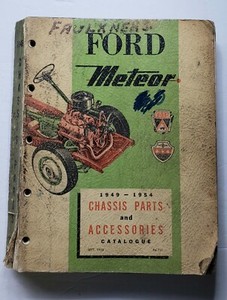 FAULKNERS
FORD
Meteor
1949 - 1954
CHASSIS PARTS
and
ACCESSORIES
CATALOGUE